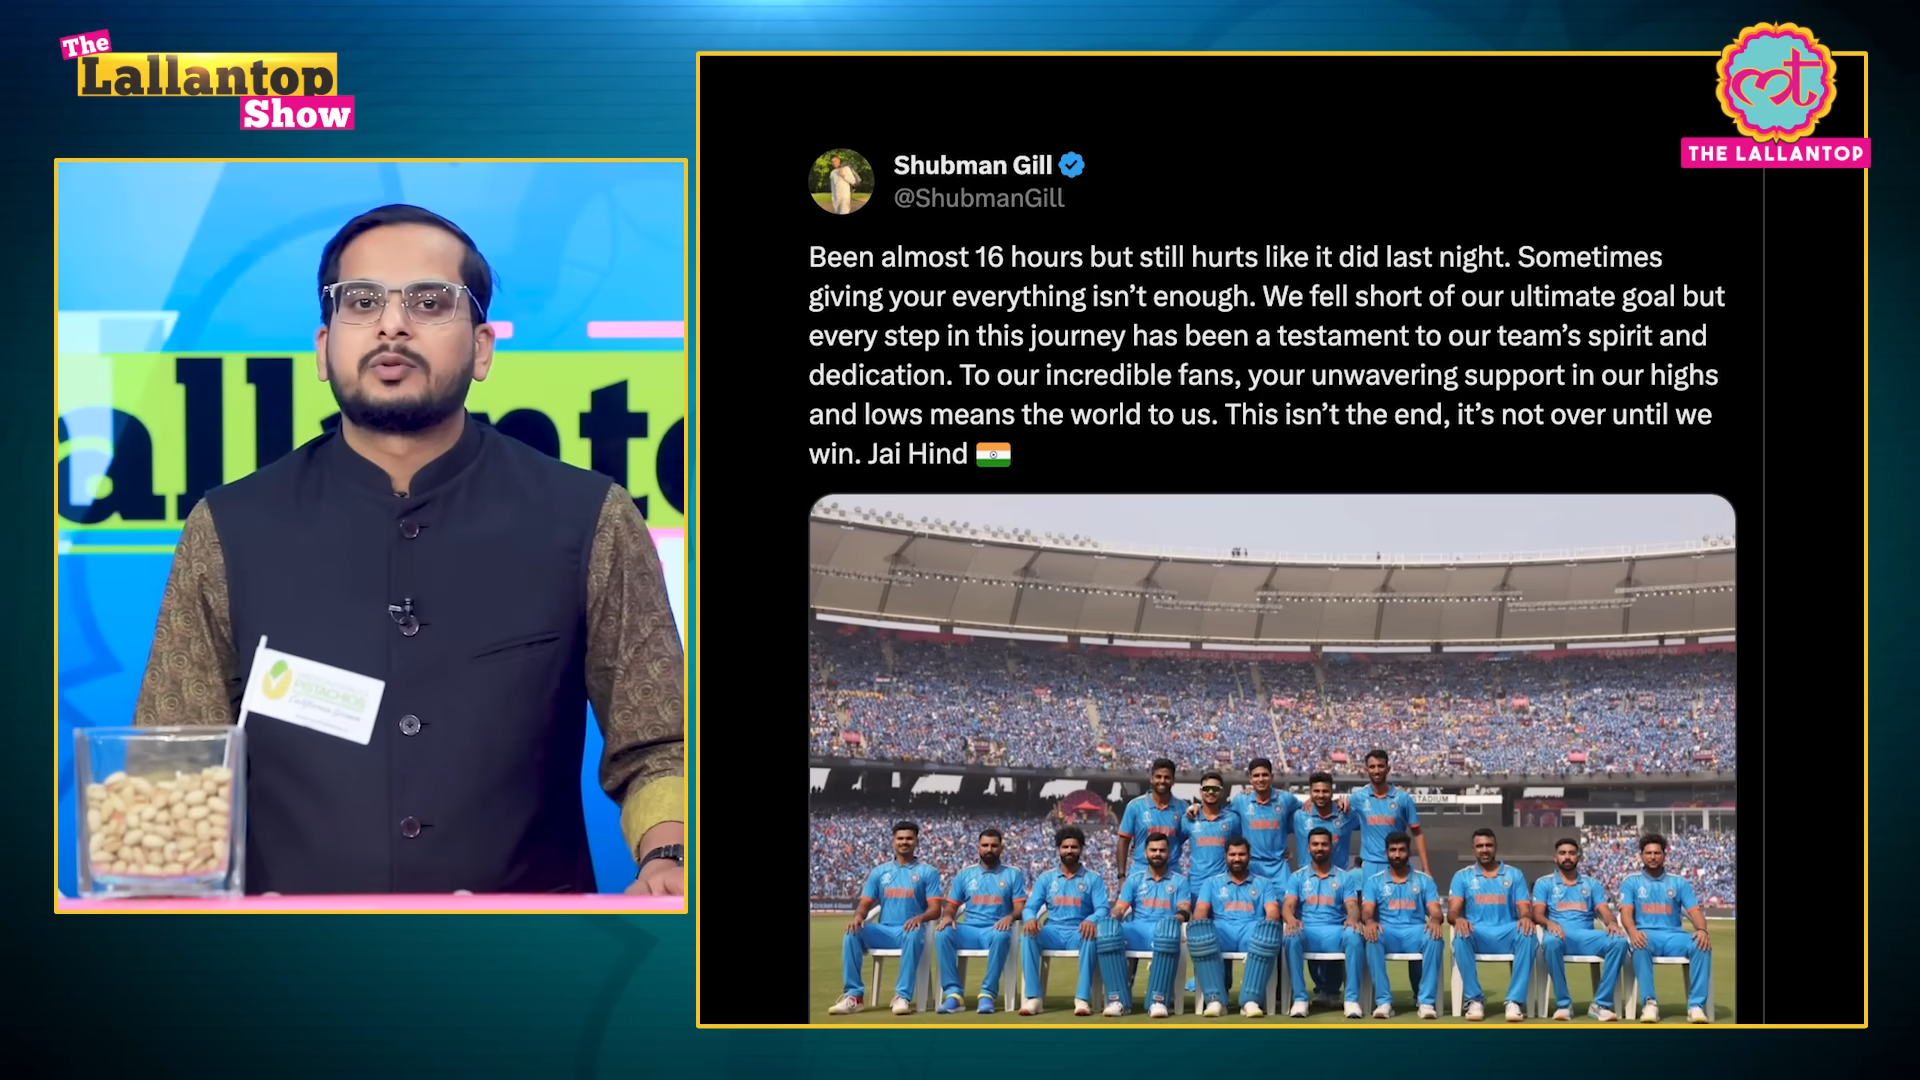 The
Lallantop
Show
THE LALLANTOP
Shubman Gill
@ShubmanGill
Been almost 16 hours but still hurts like it did last night. Sometimes
giving your everything isn’t enough. We fell short of our ultimate goal but
every step in this journey has been a testament to our team’s spirit and
dedication. To our incredible fans, your unwavering support in our highs
and lows means the world to us. This isn’t the end, it’s not over until we
win. Jai Hind
PISTACHIOS
California Grown
STADIUM